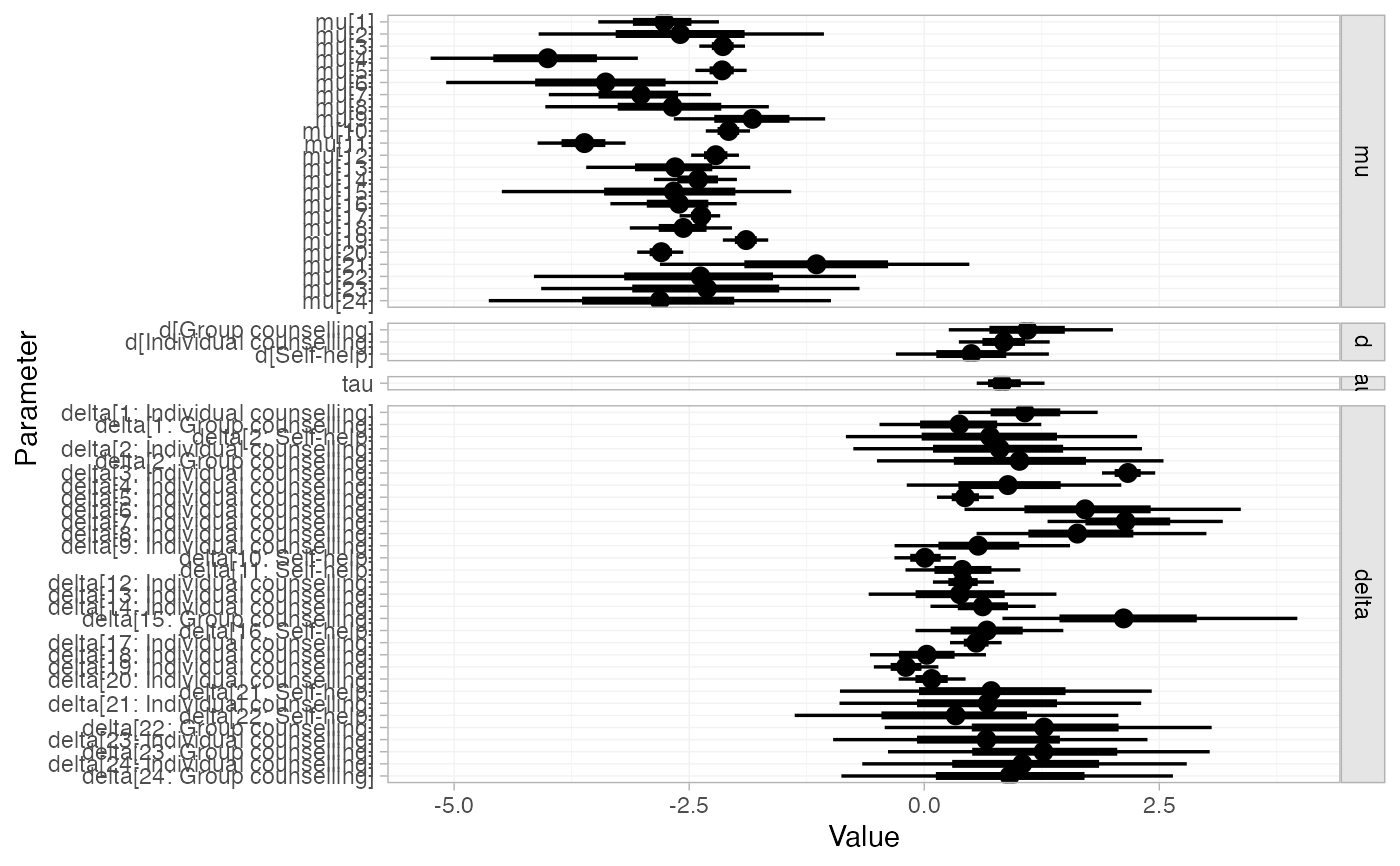 Parameter
mu[1]
mu[2]
mu[3]
mu[4]
mu[5]
mu[6]
mu[7]
mu[8]
mu[9]
mu[10]
mu[11]
mu[12]
mu[13]
mu[14]
mu[15]
mu[16]
mu[17]
mu[18]
mu[19]
mu[20]
mu[21]
mu[22]
mu[23]
mu[24]
mu
d[Group counselling]
d[Individual counselling]
d[Self-help]
d
tau
delta[1: Individual counselling]
delta[1: Group counselling]
delta[2: Self-help]
delta[2: Individual counselling]
delta[2: Group counselling]
delta[3: Individual counselling]
delta[4: Individual counselling]
delta[5: Individual counselling]
delta[6: Individual counselling]
delta[7: Individual counselling]
delta[8: Individual counselling]
delta[9: Individual counselling]
delta[10: Self-help]
delta[11: Self-help]
delta[12: Individual counselling]
delta[13: Individual counselling]
delta[14: Individual counselling]
delta[15: Group counselling]
delta[16: Self-help]
delta[17: Individual counselling]
delta[18: Individual counselling]
delta[19: Individual counselling]
delta[20: Individual counselling]
delta[21: Self-help]
delta[21: Individual counselling]
delta[22: Self-help]
delta[22: Group counselling]
delta[23: Individual counselling]
delta[23: Group counselling]
delta[24: Individual counselling]
delta[24: Group counselling]
delta
-5.0 -2.5 0.0 2.5
Value